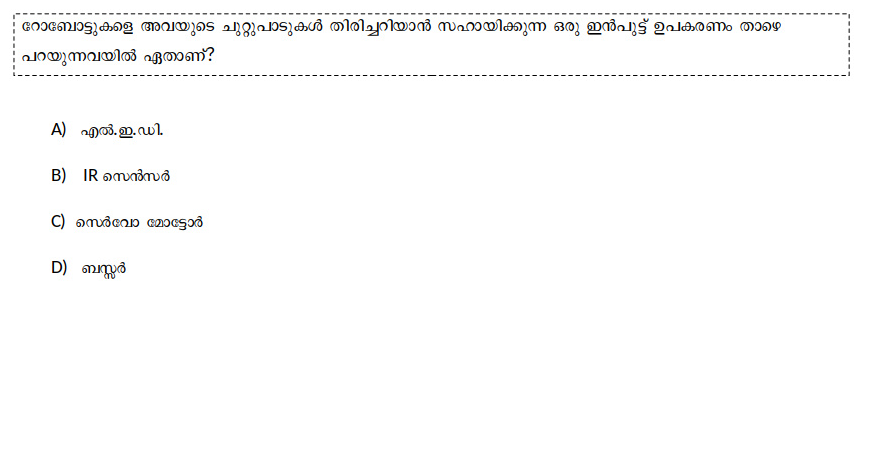 റോബോട്ടുകളെ അവയുടെ ചുറ്റുപാടുകൾ തിരിച്ചറിയാൻ സഹായിക്കുന്ന ഒരു ഇൻപുട്ട് ഉപകരണം താഴെ
പറയുന്നവയിൽ ഏതാണ്?
A) എൽ.ഇ.ഡി.
B) IR സെൻസർ
C) സെർവോ മോട്ടോർ
D) ബസ്സർ